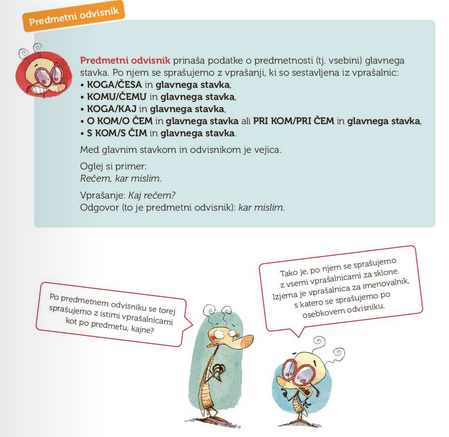 Predmetni odvisnik
Predmetni odvisnik prinaša podatke o predmetnosti (tj. vsebini) glavnega
stavka. Po njem se sprašujemo z vprašanji, ki so sestavljena iz vprašalnic:
• KOGA/ČESA in glavnega stavka,
• KOMU/ČEMU in glavnega stavka,
• KOGA/KAJ in glavnega stavka,
• O KOM/O ČEM in glavnega stavka ali PRI KOM/PRI ČEM in glavnega stavka,
• S KOM/S ČIM in glavnega stavka.
Med glavnim stavkom in odvisnikom je vejica.
Oglej si primer:
Rečem, kar mislim.
Vprašanje: Kaj rečem?
Odgovor (to je predmetni odvisnik): kar mislim.
Po predmetnem odvisniku se torej
sprašujemo z istimi vprašalnicami
kot po predmetu, kajne?
Tako je, po njem se sprašujemo
z vsemi vprašalnicami za sklone.
Izjema je vprašalnica za imenovalnik,
s katero se sprašujemo po
osebkovem odvisniku.